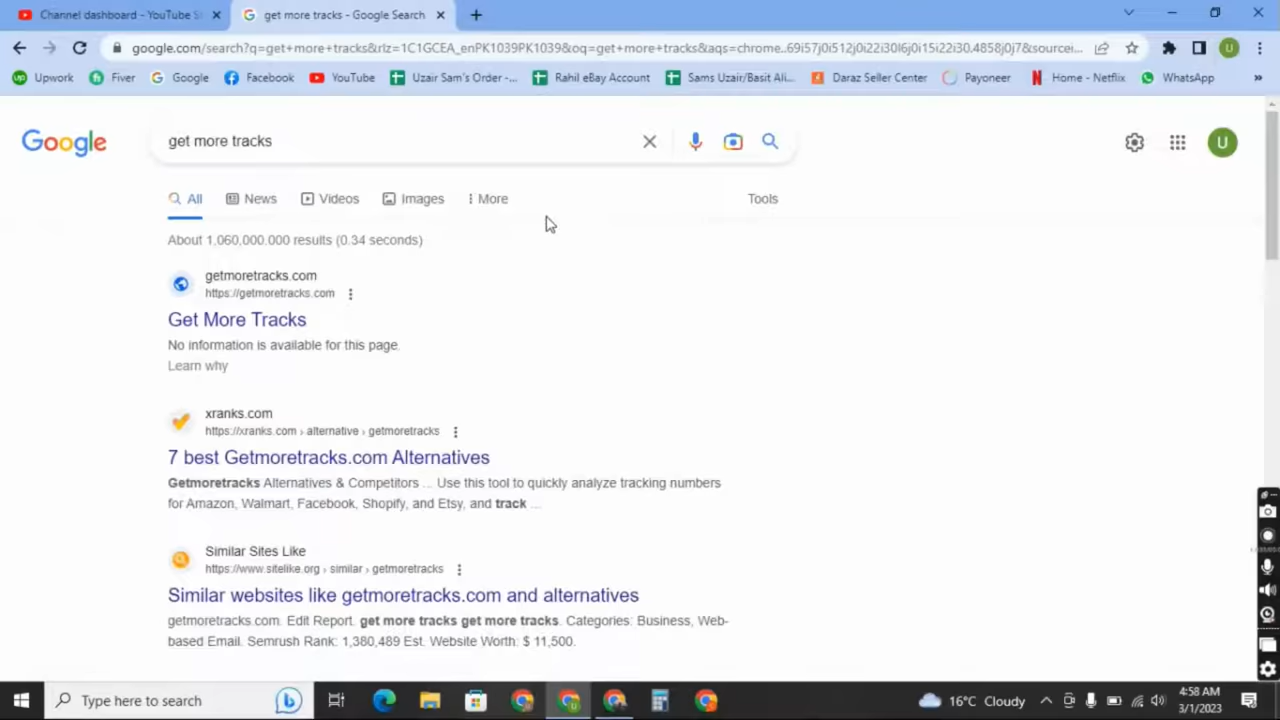 Channel dashboard - YouTube S
get more tracks - Google Search
google.com/search?q=get+more+tracks&rlz=1C1GCEA_enPK1039PK1039&oq=get+more+tracks&aqs=chrome..69i57j0i512j0i22i30l6j0i15i22i30.4858j0j7&sourcei...
U
Upwork
Fiver
Google
Facebook
YouTube
Uzair Sam's Order -...
Rahil eBay Account
Sams Uzair/Basit Ali...
Daraz Seller Center
Payoneer
Home - Netflix
WhatsApp
»
Google
get more tracks
U
All
News
Videos
Images
More
Tools
About 1,060,000,000 results (0.34 seconds)
getmoretracks.com
https://getmoretracks.com
Get More Tracks
No information is available for this page.
Learn why
xranks.com
https://xranks.com › alternative › getmoretracks
7 best Getmoretracks.com Alternatives
Getmoretracks Alternatives & Competitors ... Use this tool to quickly analyze tracking numbers
for Amazon, Walmart, Facebook, Shopify, and Etsy, and track ...
Similar Sites Like
https://www.sitelike.org › similar › getmoretracks
Similar websites like getmoretracks.com and alternatives
getmoretracks.com. Edit Report. get more tracks get more tracks. Categories: Business, Web-
based Email. Semrush Rank: 1,380,489 Est. Website Worth: $ 11,500.
Type here to search
16°C Cloudy
4:58 AM
3/1/2023